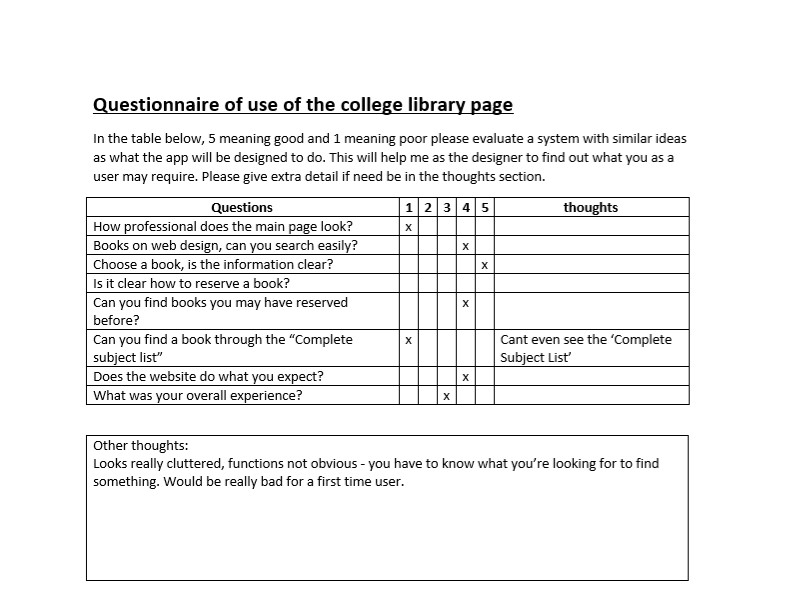 Questionnaire of use of the college library page
In the table below, 5 meaning good and 1 meaning poor please evaluate a system with similar ideas
as what the app will be designed to do. This will help me as the designer to find out what you as a
user may require. Please give extra detail if need be in the thoughts section.
Questions 1 2 3 4 5 thoughts
How professional does the main page look? x
Books on web design, can you search easily? x
Choose a book, is the information clear? x
Is it clear how to reserve a book?
Can you find books you may have reserved x
before?
Can you find a book through the “Complete x Cant even see the ‘Complete
subject list” Subject List’
Does the website do what you expect? x
What was your overall experience? x
Other thoughts:
Looks really cluttered, functions not obvious - you have to know what you’re looking for to find
something. Would be really bad for a first time user.